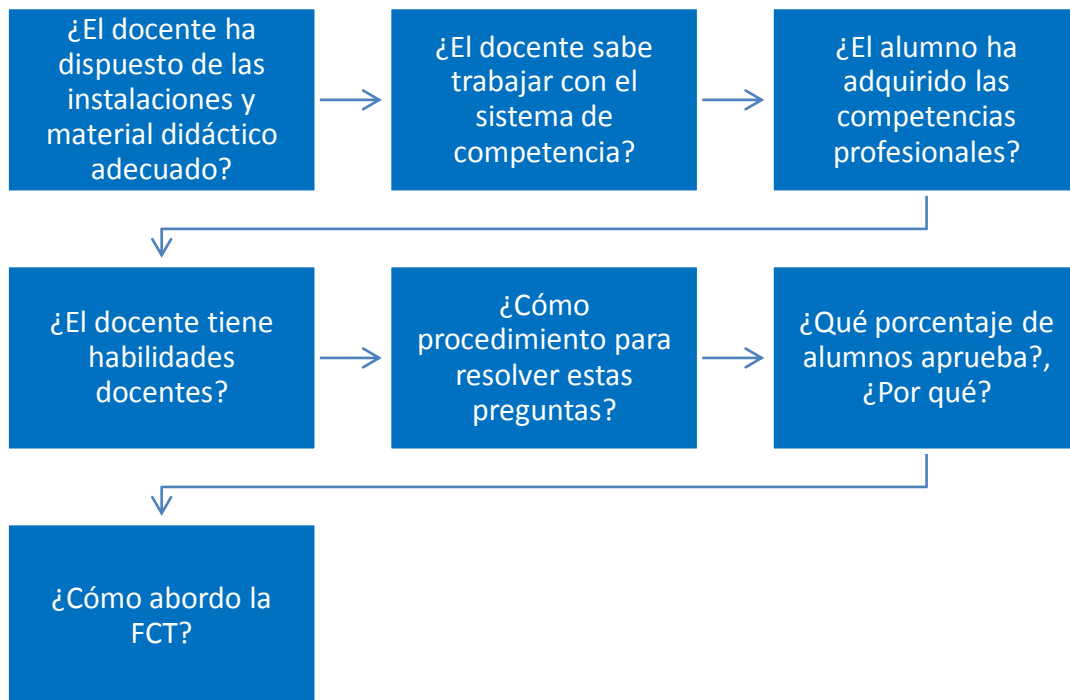 ¿El docente ha
dispuesto de las
instalaciones y
material didáctico
adecuado?
¿El docente sabe
trabajar con el
sistema de
competencia?
¿El alumno ha
adquirido las
competencias
profesionales?
¿El docente tiene
habilidades
docentes?
¿Cómo
procedimiento para
resolver estas
preguntas?
¿Qué porcentaje de
alumnos aprueba?,
¿Por qué?
¿Cómo abordo la
FCT?